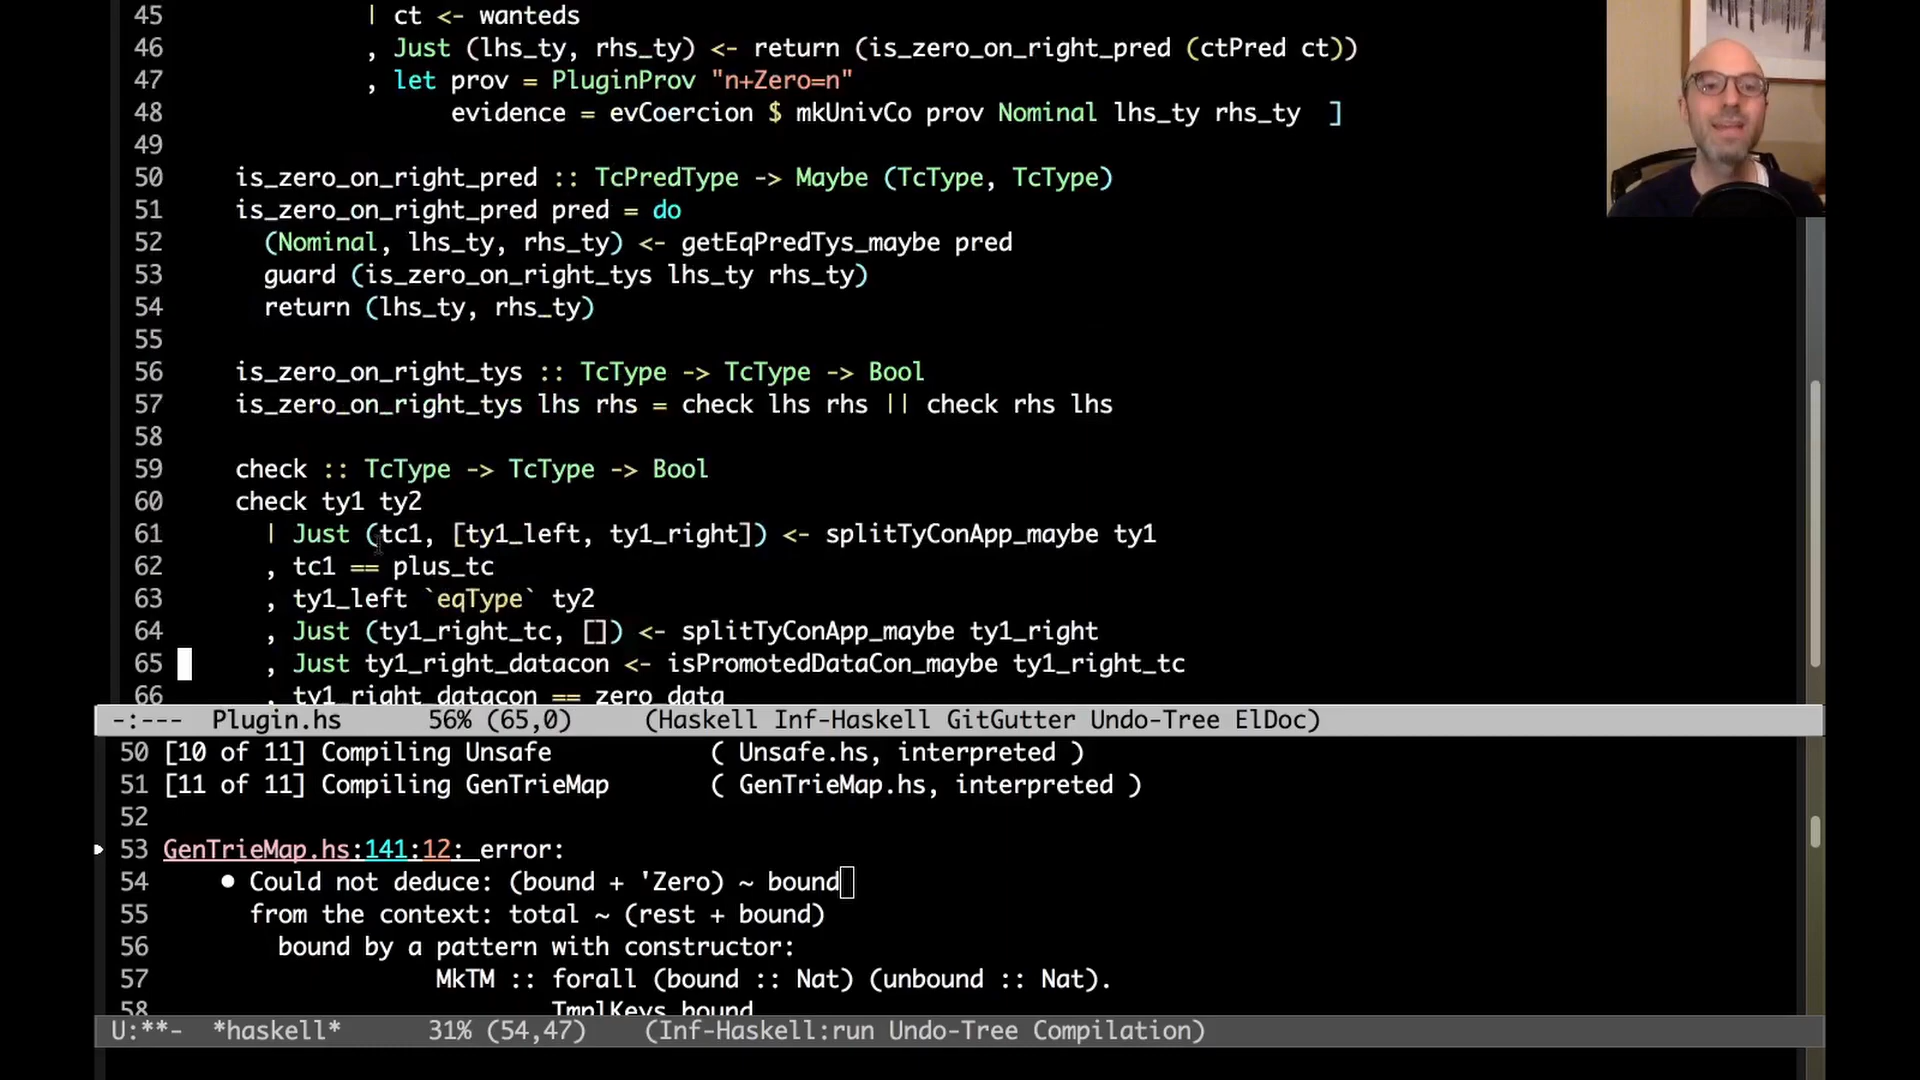 45               | ct <- wanteds
46               , Just (lhs_ty, rhs_ty) <- return (is_zero_on_right_pred (ctPred ct))
47               , let prov = PluginProv "n+Zero=n"
48                     evidence = evCoercion $ mkUnivCo prov Nominal lhs_ty rhs_ty  ]
49
50     is_zero_on_right_pred :: TcPredType -> Maybe (TcType, TcType)
51     is_zero_on_right_pred pred = do
52       (Nominal, lhs_ty, rhs_ty) <- getEqPredTys_maybe pred
53       guard (is_zero_on_right_tys lhs_ty rhs_ty)
54       return (lhs_ty, rhs_ty)
55
56     is_zero_on_right_tys :: TcType -> TcType -> Bool
57     is_zero_on_right_tys lhs rhs = check lhs rhs || check rhs lhs
58
59     check :: TcType -> TcType -> Bool
60     check ty1 ty2
61       | Just (tc1, [ty1_left, ty1_right]) <- splitTyConApp_maybe ty1
62       , tc1 == plus_tc
63       , ty1_left `eqType` ty2
64       , Just (ty1_right_tc, []) <- splitTyConApp_maybe ty1_right
65       , Just ty1_right_datacon <- isPromotedDataCon_maybe ty1_right_tc
66       , ty1_right_datacon == zero_data
-:---  Plugin.hs      56% (65,0)     (Haskell Inf-Haskell GitGutter Undo-Tree ElDoc)
50 [10 of 11] Compiling Unsafe           ( Unsafe.hs, interpreted )
51 [11 of 11] Compiling GenTrieMap       ( GenTrieMap.hs, interpreted )
52
53 GenTrieMap.hs:141:12: error:
54     • Could not deduce: (bound + 'Zero) ~ bound
55       from the context: total ~ (rest + bound)
56         bound by a pattern with constructor:
57                    MkTM :: forall (bound :: Nat) (unbound :: Nat).
58                            TmplKeys bound
U:**-  *haskell*      31% (54,47)    (Inf-Haskell:run Undo-Tree Compilation)